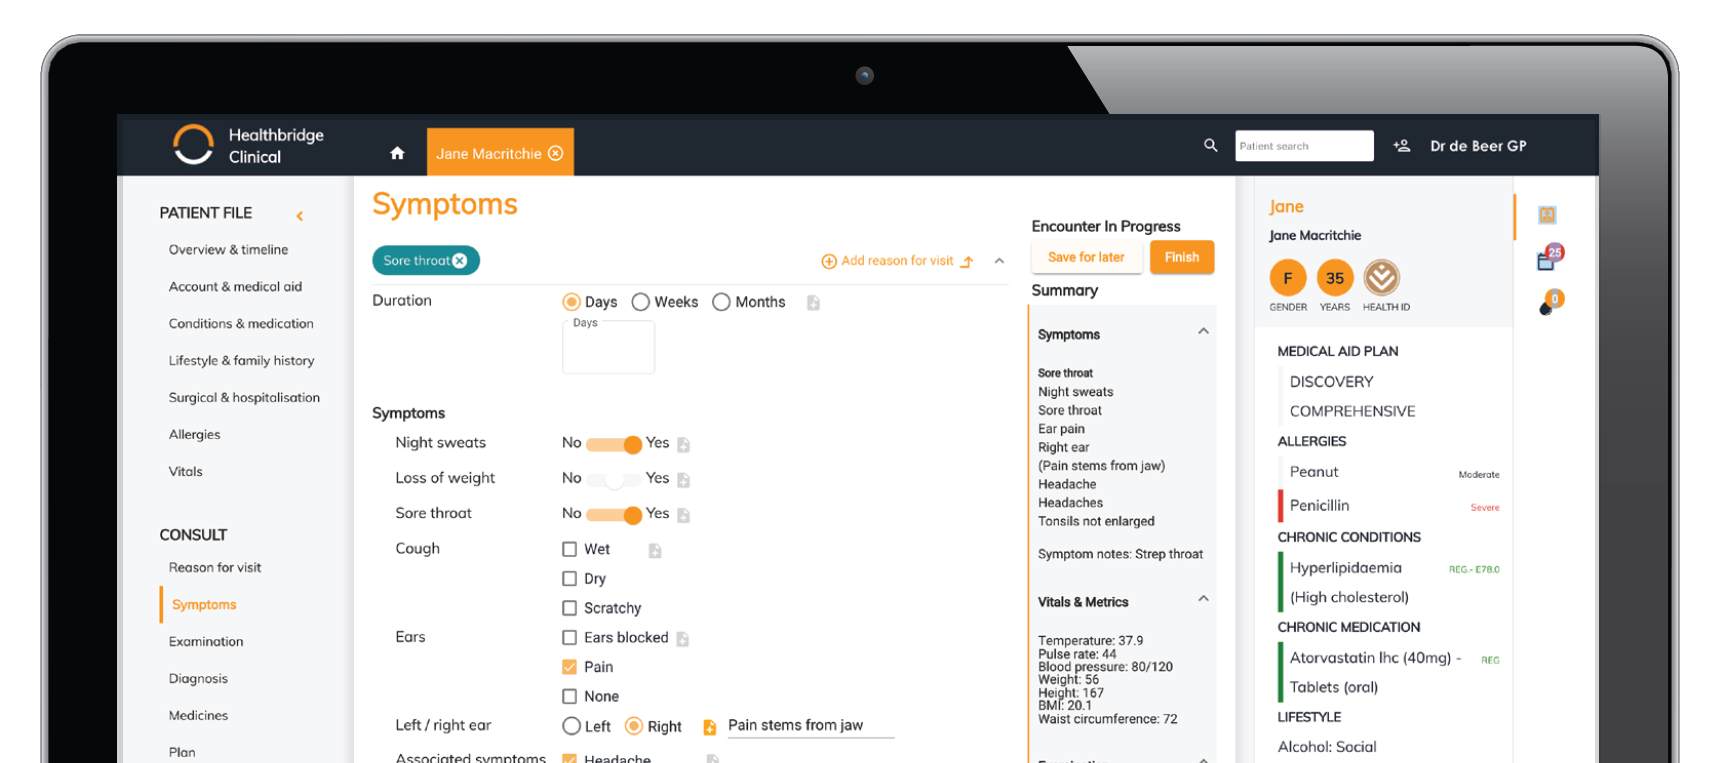 Healthbridge
Clinical
Jane Macritchie
Patient search
Dr de Beer GP
PATIENT FILE
Overview & timeline
Account & medical aid
Conditions & medication
Lifestyle & family history
Surgical & hospitalisation
Allergies
Vitals
CONSULT
Reason for visit
Symptoms
Examination
Diagnosis
Medicines
Plan
Symptoms
Sore throat
Add reason for visit
Duration
Days Weeks Months
Days
Symptoms
Night sweats No Yes
Loss of weight No Yes
Sore throat No Yes
Cough Wet
Dry
Scratchy
Ears Ears blocked
Pain
None
Left / right ear Left Right Pain stems from jaw
Associated symptoms Headache
Encounter In Progress
Save for later Finish
Summary
Symptoms
Sore throat
Night sweats
Sore throat
Ear pain
Right ear
(Pain stems from jaw)
Headache
Headaches
Tonsils not enlarged
Symptom notes: Strep throat
Vitals & Metrics
Temperature: 37.9
Pulse rate: 44
Blood pressure: 80/120
Weight: 56
Height: 167
BMI: 20.1
Waist circumference: 72
Jane
Jane Macritchie
F 35
GENDER YEARS HEALTH ID
MEDICAL AID PLAN
DISCOVERY
COMPREHENSIVE
ALLERGIES
Peanut Moderate
Penicillin Severe
CHRONIC CONDITIONS
Hyperlipidaemia REG.- E78.0
(High cholesterol)
CHRONIC MEDICATION
Atorvastatin lhc (40mg) - REG
Tablets (oral)
LIFESTYLE
Alcohol: Social
25
0